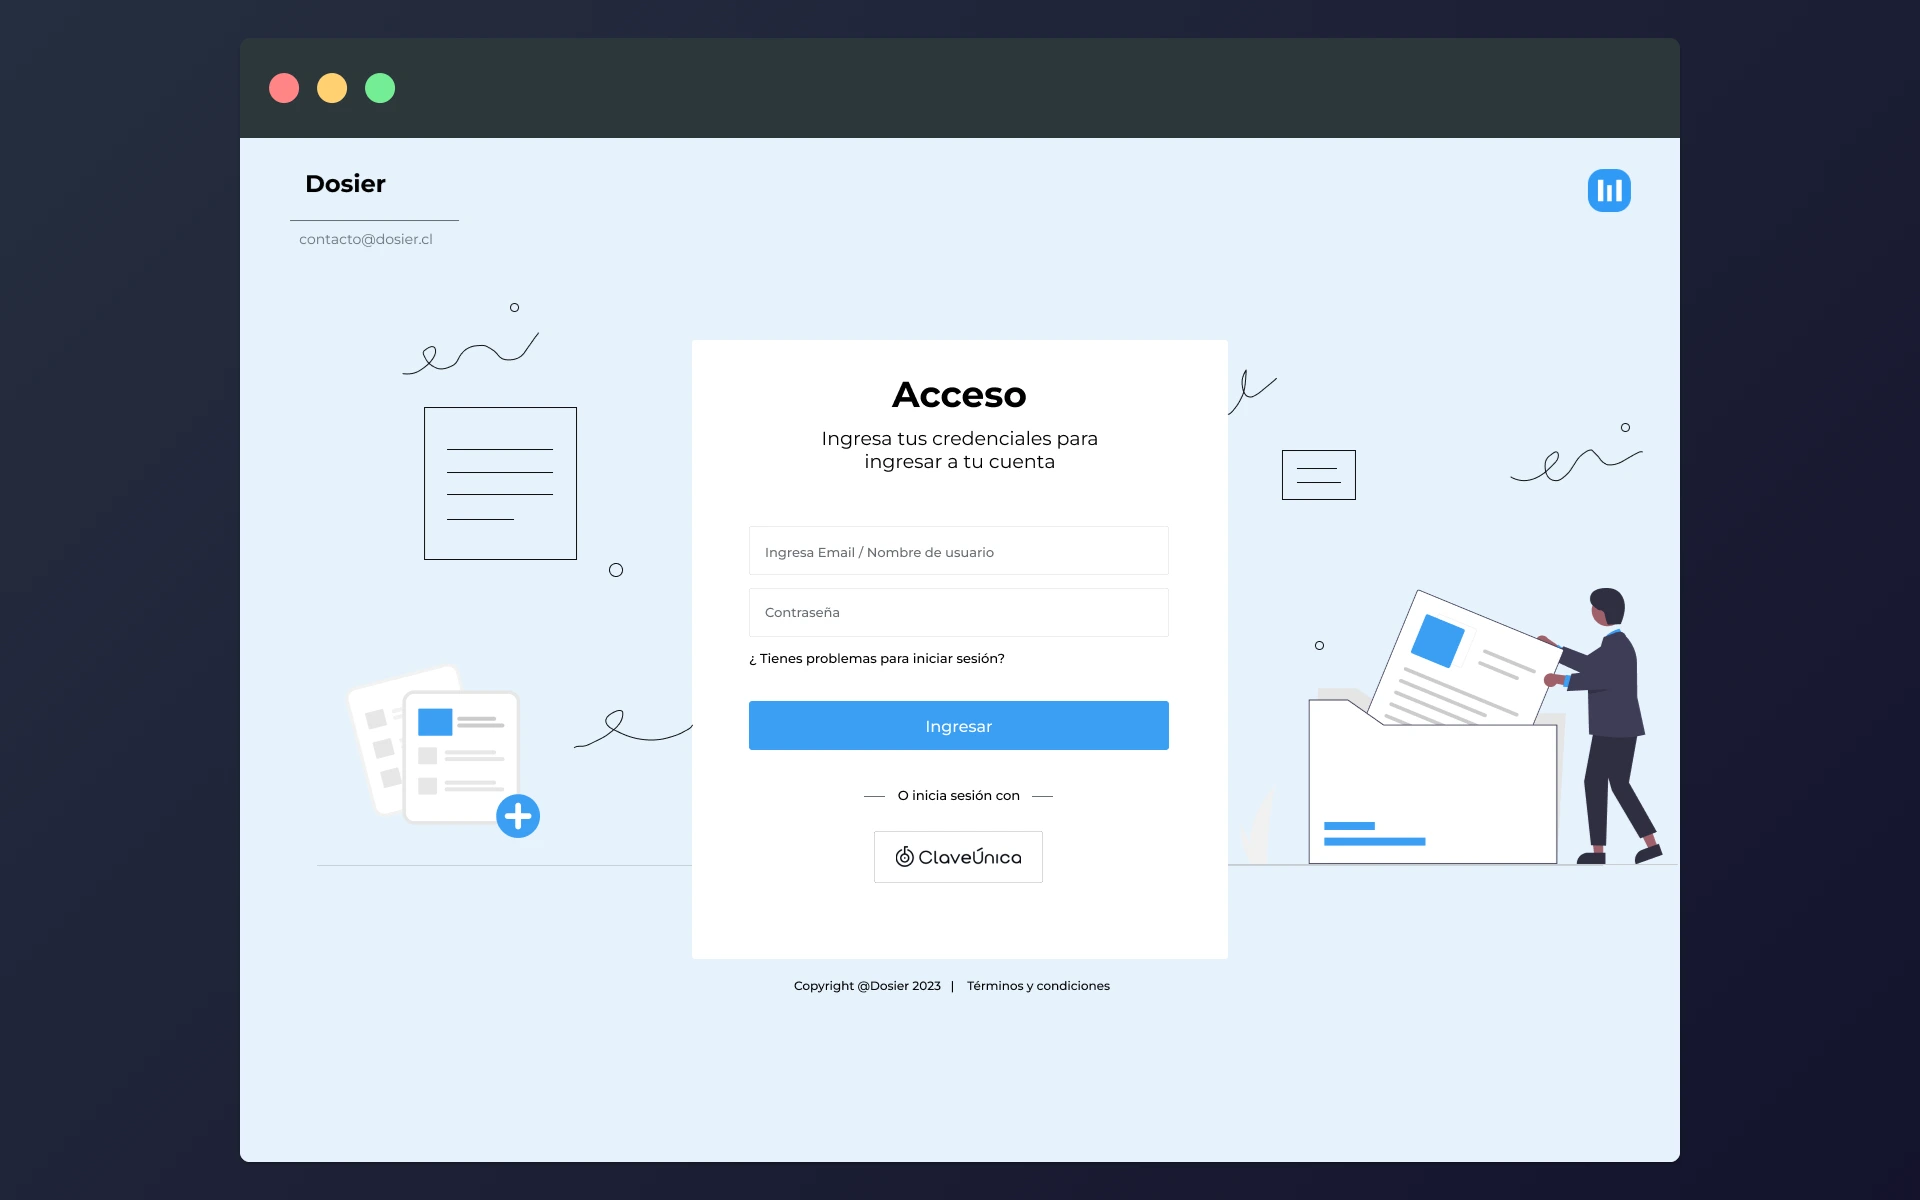 Dosier
contacto@dosier.cl
Acceso
Ingresa tus credenciales para
ingresar a tu cuenta
Ingresa Email / Nombre de usuario
Contraseña
¿ Tienes problemas para iniciar sesión?
Ingresar
O inicia sesión con
ClaveÚnica
Copyright @Dosier 2023 | Términos y condiciones